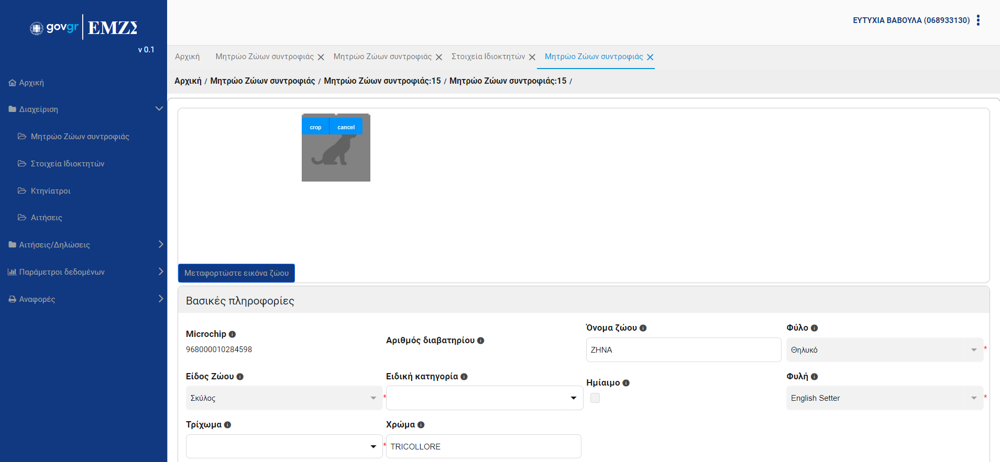 govgr ΕΜΖΣ
v 0.1
ΕΥΤΥΧΙΑ ΒΑΒΟΥΛΑ (068933130)
Αρχική
Διαχείριση
Μητρώο Ζώων συντροφιάς
Στοιχεία Ιδιοκτητών
Κτηνίατροι
Αιτήσεις
Αιτήσεις/Δηλώσεις
Παράμετροι δεδομένων
Αναφορές
Αρχική Μητρώο Ζώων συντροφιάς Μητρώο Ζώων συντροφιάς Στοιχεία Ιδιοκτητών Μητρώο Ζώων συντροφιάς
Αρχική / Μητρώο Ζώων συντροφιάς / Μητρώο Ζώων συντροφιάς:15 / Μητρώο Ζώων συντροφιάς:15 /
crop cancel
Μεταφορτώστε εικόνα ζώου
Βασικές πληροφορίες
Microchip
968000010284598
Αριθμός διαβατηρίου
Όνομα ζώου
ΖΗΝΑ
Φύλο
Θηλυκό *
Είδος Ζώου
Σκύλος *
Ειδική κατηγορία
Ημίαιμο
Φυλή
English Setter *
Τρίχωμα
*
Χρώμα
TRICOLLORE